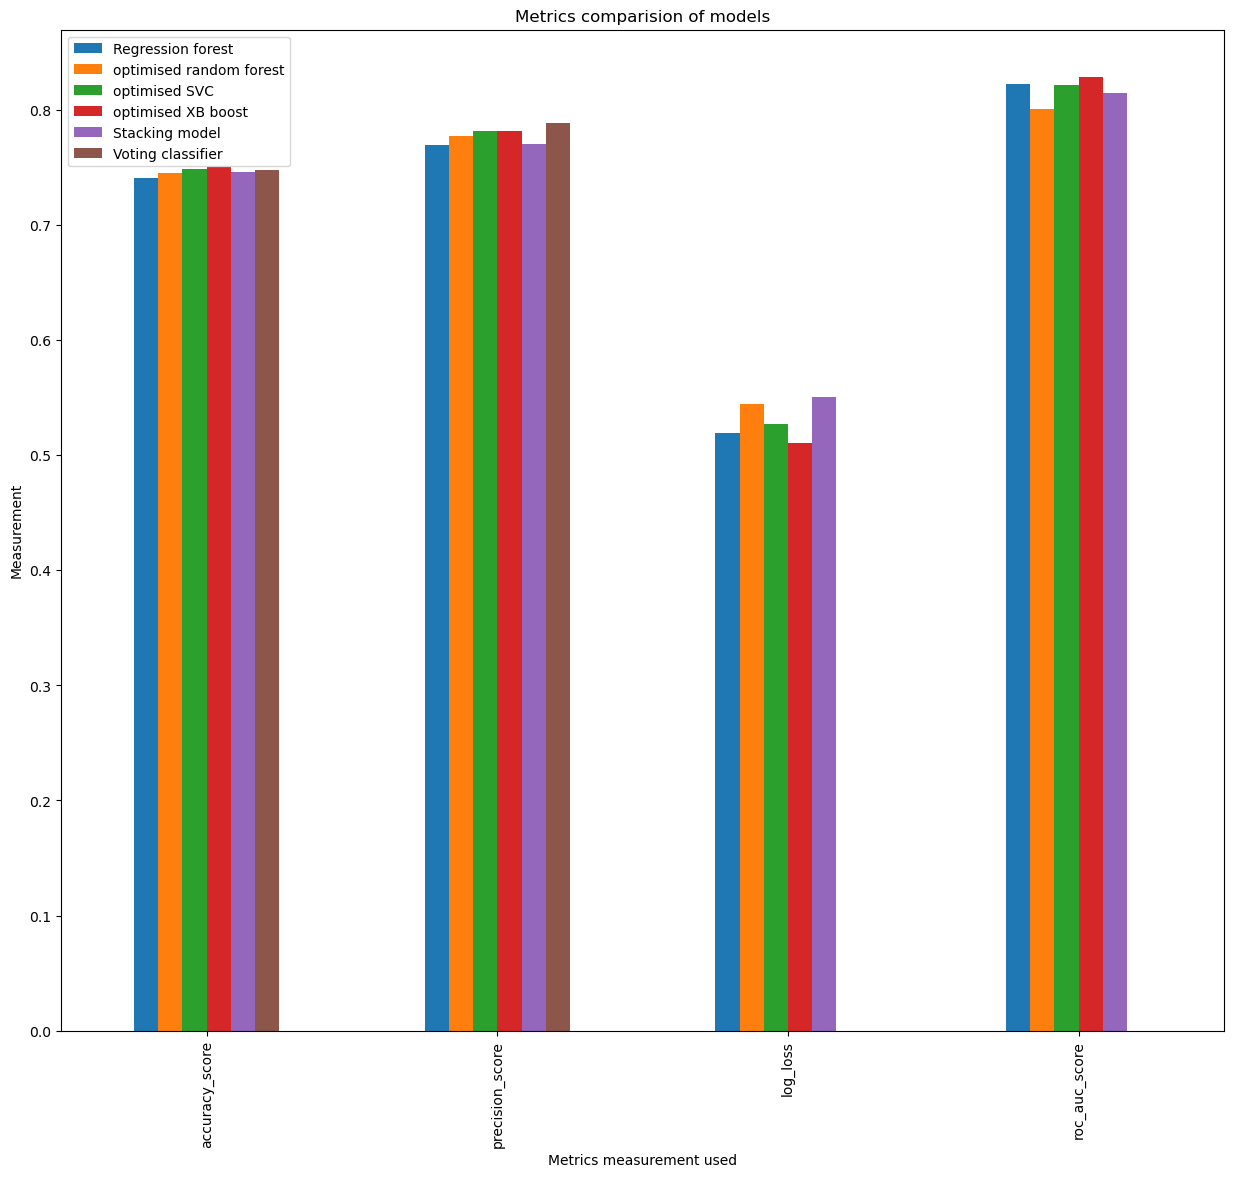 Metrics comparision of models
Regression forest
optimised random forest
optimised SVC
optimised XB boost
Stacking model
Voting classifier
Measurement
0.8
0.7
0.6
0.5
0.4
0.3
0.2
0.1
0.0
accuracy_score
precision_score
log_loss
roc_auc_score
Metrics measurement used